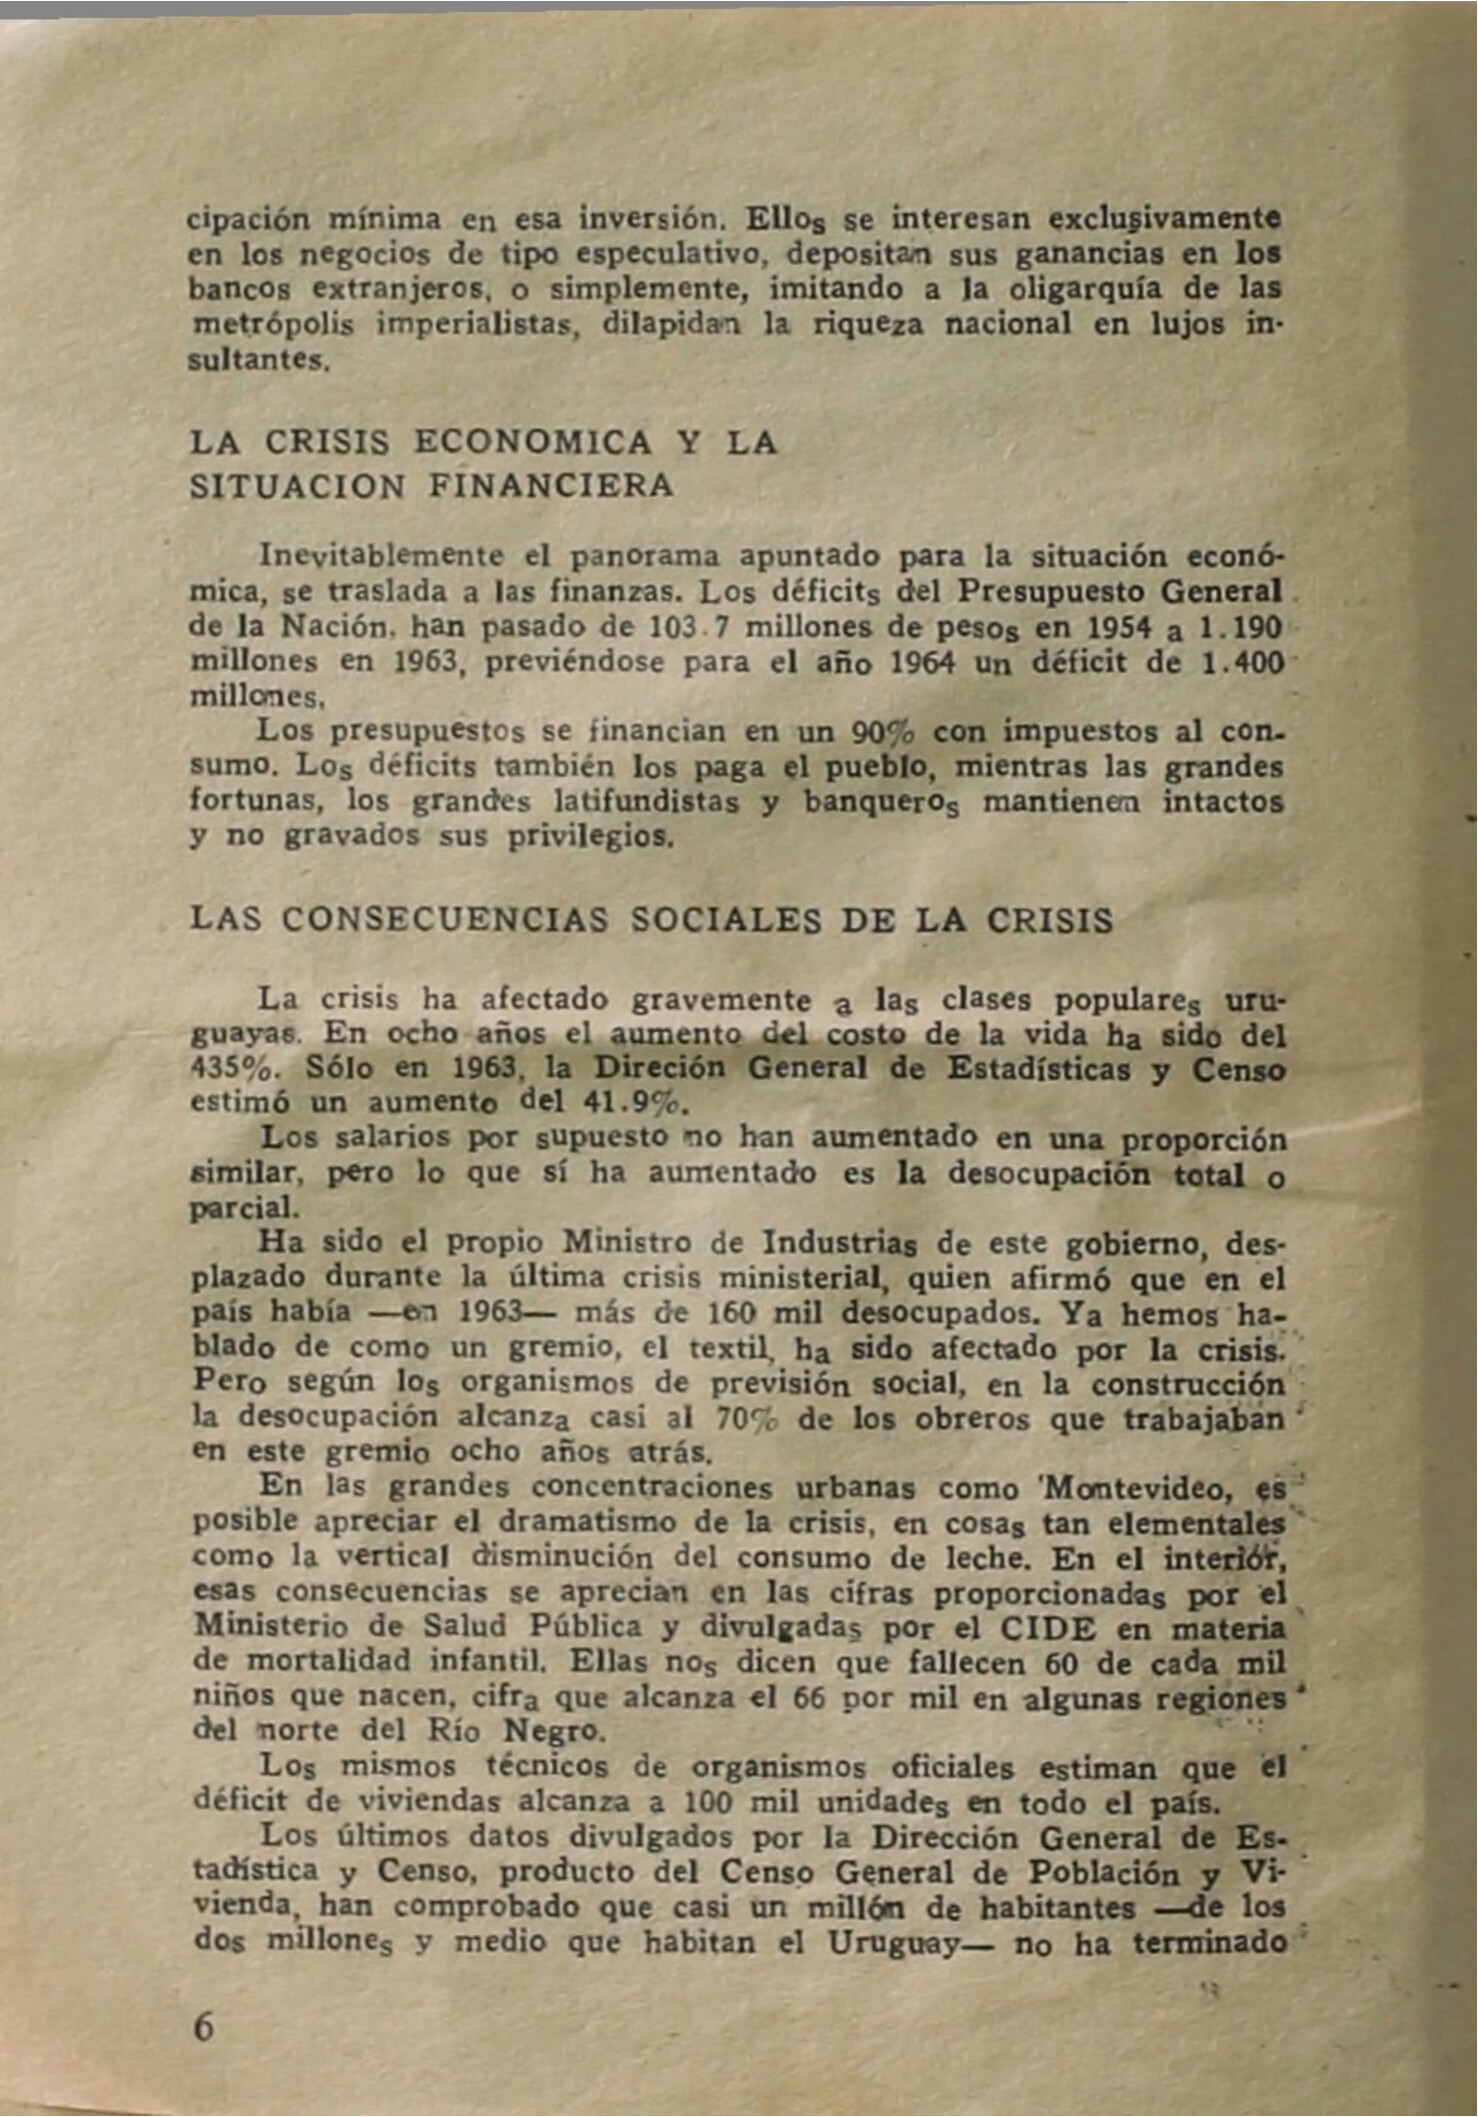 cipación mínima en esa inversión. Ellos se interesan exclusivamente
en los negocios de tipo especulativo, depositan sus ganancias en los
bancos extranjeros, o simplemente, imitando a la oligarquía de las
metrópolis imperialistas, dilapidan la riqueza nacional en lujos in-
sultantes.
LA CRISIS ECONOMICA Y LA
SITUACION FINANCIERA
Inevitablemente el panorama apuntado para la situación econó-
mica, se traslada a las finanzas. Los déficits del Presupuesto General
de la Nación, han pasado de 103.7 millones de pesos en 1954 a 1.190
millones en 1963, previéndose para el año 1964 un déficit de 1.400
millones.
Los presupuestos se financian en un 90% con impuestos al con-
sumo. Los déficits también los paga el pueblo, mientras las grandes
fortunas, los grandes latifundistas y banqueros mantienen intactos
y no gravados sus privilegios.
LAS CONSECUENCIAS SOCIALES DE LA CRISIS
La crisis ha afectado gravemente a las clases populares uru-
guayas. En ocho años el aumento del costo de la vida ha sido del
435%. Sólo en 1963, la Direción General de Estadísticas y Censo
estimó un aumento del 41.9%.
Los salarios por supuesto no han aumentado en una proporción
similar, pero lo que sí ha aumentado es la desocupación total o
parcial.
Ha sido el propio Ministro de Industrias de este gobierno, des-
plazado durante la última crisis ministerial, quien afirmó que en el
país había —en 1963— más de 160 mil desocupados. Ya hemos ha-
blado de como un gremio, el textil, ha sido afectado por la crisis.
Pero según los organismos de previsión social, en la construcción
la desocupación alcanza casi al 70% de los obreros que trabajaban
en este gremio ocho años atrás.
En las grandes concentraciones urbanas como 'Montevideo, es
posible apreciar el dramatismo de la crisis, en cosas tan elementales
como la vertical disminución del consumo de leche. En el interior,
esas consecuencias se aprecian en las cifras proporcionadas por el
Ministerio de Salud Pública y divulgadas por el CIDE en materia
de mortalidad infantil. Ellas nos dicen que fallecen 60 de cada mil
niños que nacen, cifra que alcanza el 66 por mil en algunas regiones
del norte del Río Negro.
Los mismos técnicos de organismos oficiales estiman que el
déficit de viviendas alcanza a 100 mil unidades en todo el país.
Los últimos datos divulgados por la Dirección General de Es-
tadística y Censo, producto del Censo General de Población y Vi-
vienda, han comprobado que casi un millón de habitantes —de los
dos millones y medio que habitan el Uruguay— no ha terminado
6